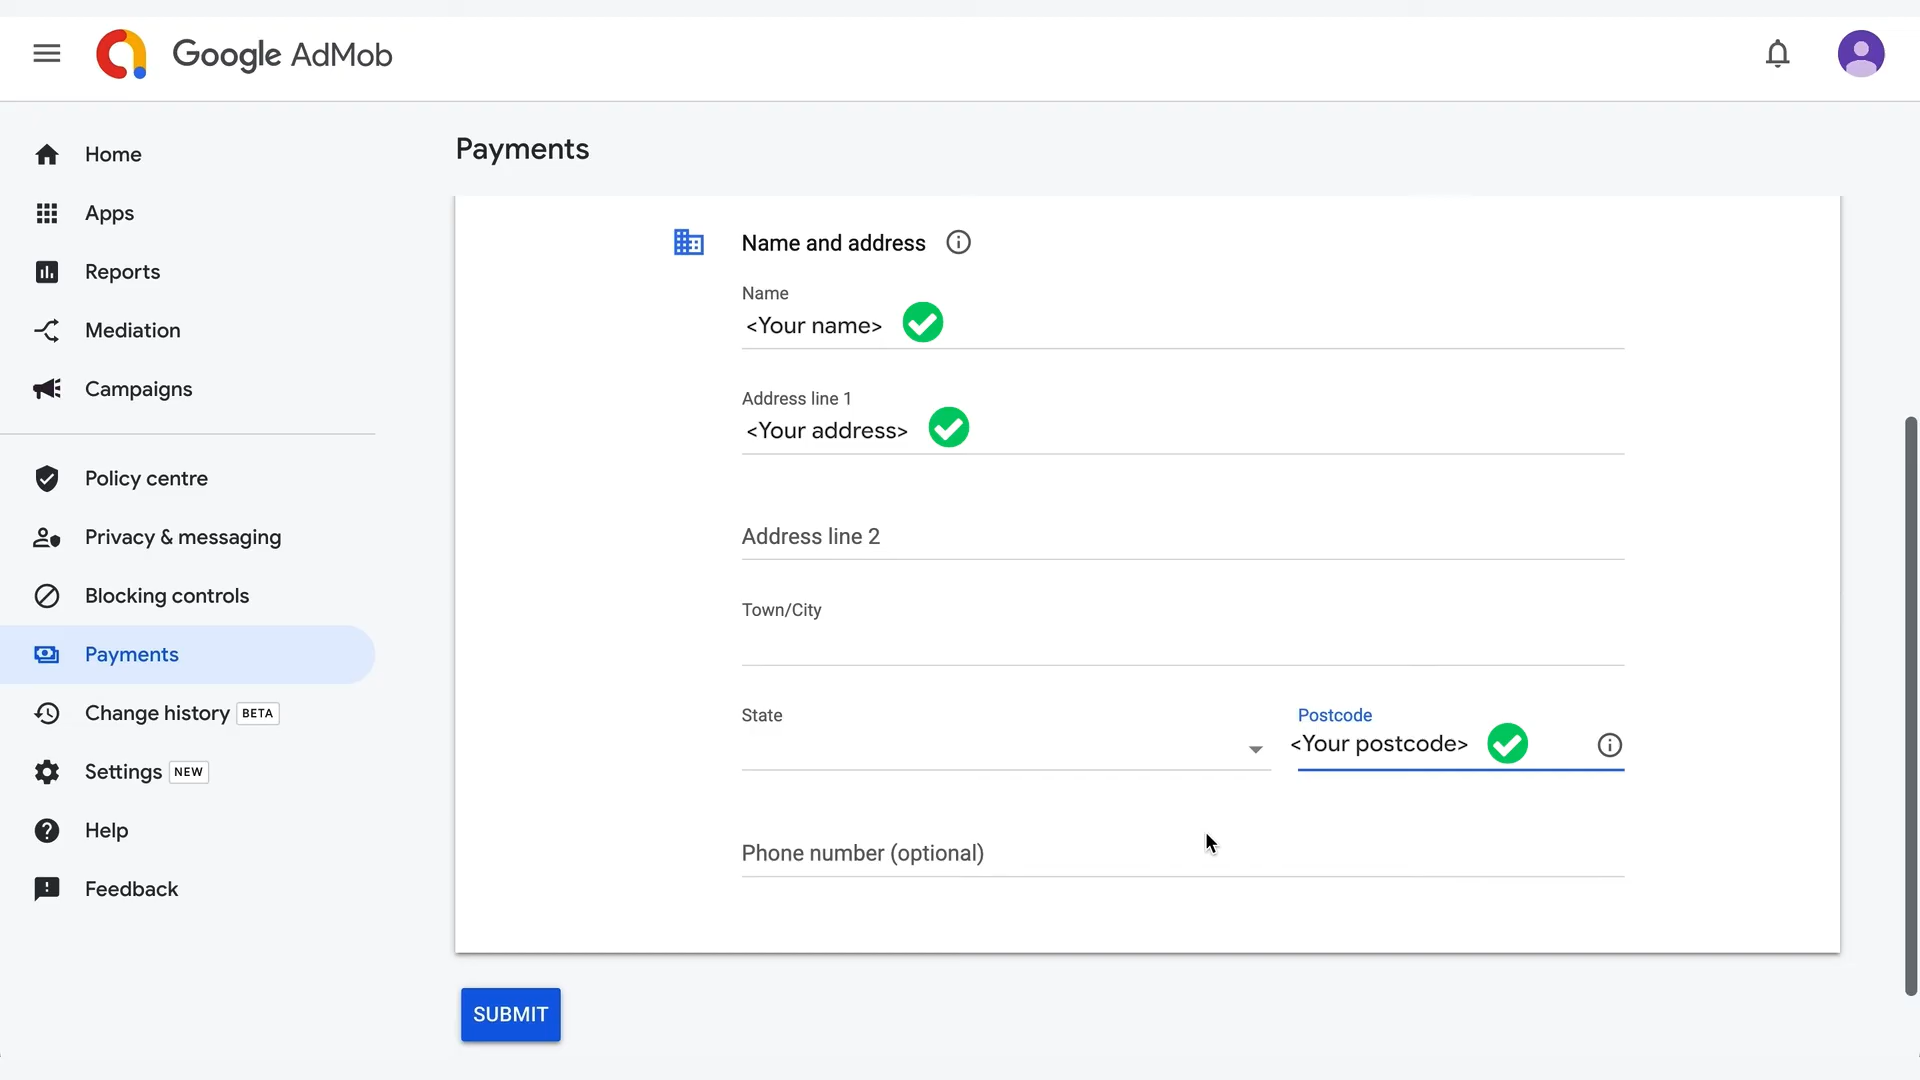 Google AdMob
Home
Apps
Reports
Mediation
Campaigns
Policy centre
Privacy & messaging
Blocking controls
Payments
Change history BETA
Settings NEW
Help
Feedback
Payments
Name and address
Name
<Your name>
Address line 1
<Your address>
Address line 2
Town/City
State
Postcode
<Your postcode>
Phone number (optional)
SUBMIT